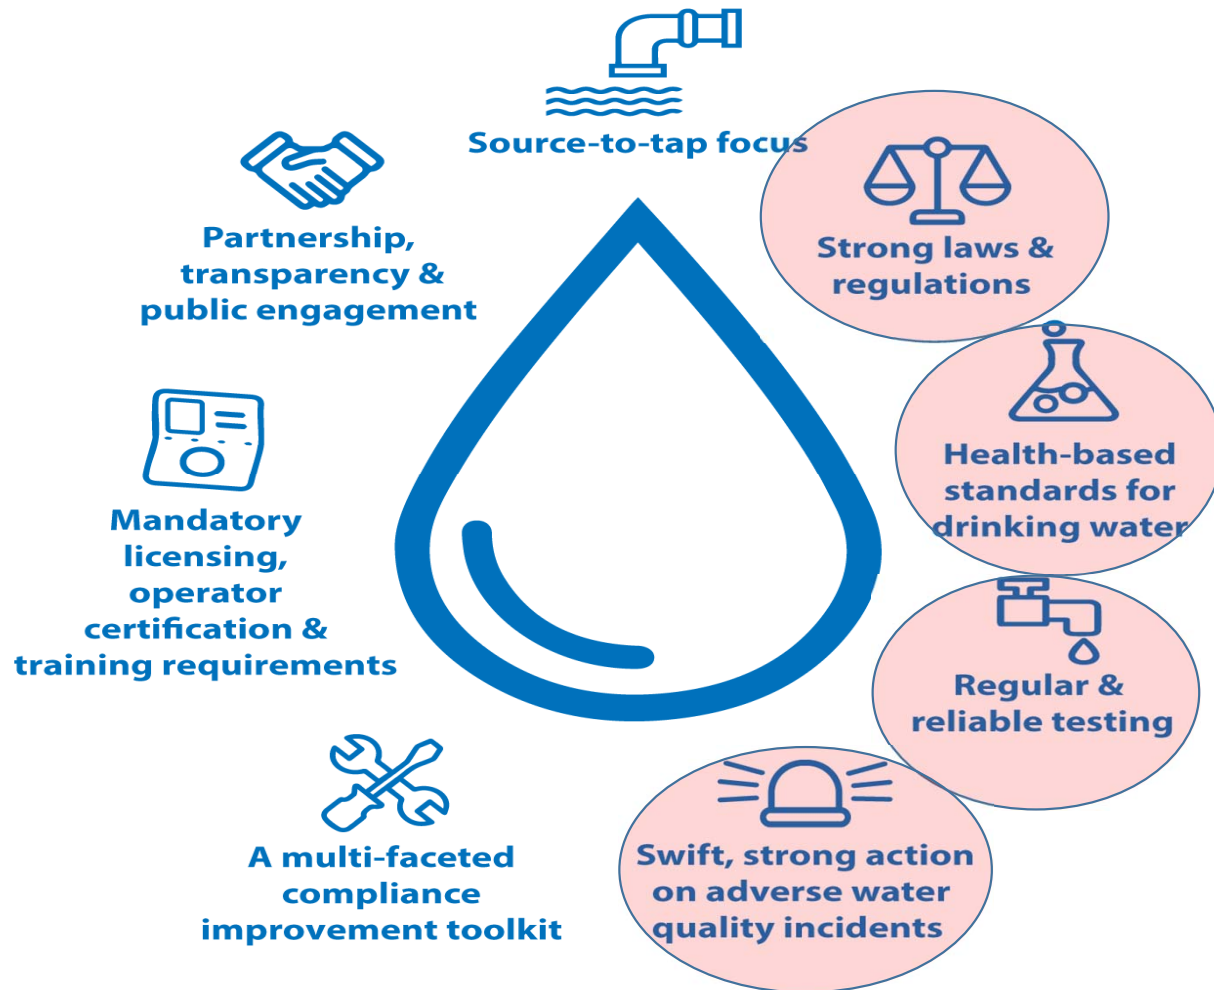 Source-to-tap focus
Strong laws &
regulations
Health-based
standards for
drinking water
Regular &
reliable testing
Swift, strong action
on adverse water
quality incidents
A multi-faceted
compliance
improvement toolkit
Mandatory
licensing,
operator
certification &
training requirements
Partnership,
transparency &
public engagement